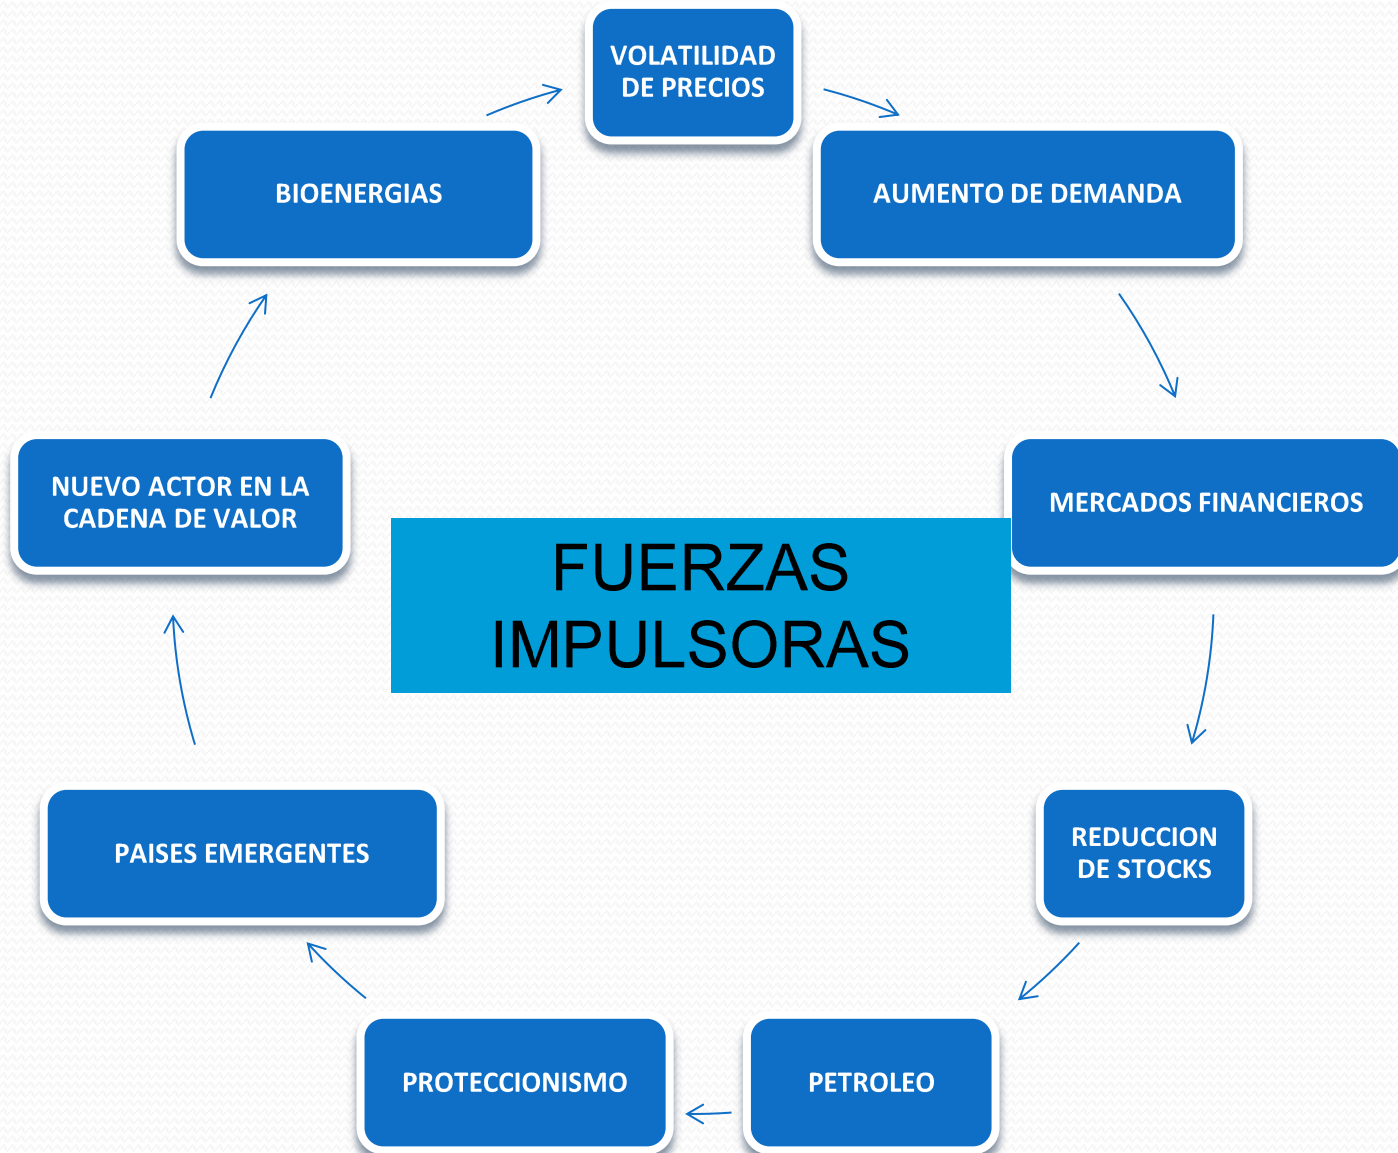 VOLATILIDAD
DE PRECIOS
AUMENTO DE DEMANDA
MERCADOS FINANCIEROS
REDUCCION
DE STOCKS
PETROLEO
PROTECCIONISMO
PAISES EMERGENTES
NUEVO ACTOR EN LA
CADENA DE VALOR
BIOENERGIAS
FUERZAS
IMPULSORAS